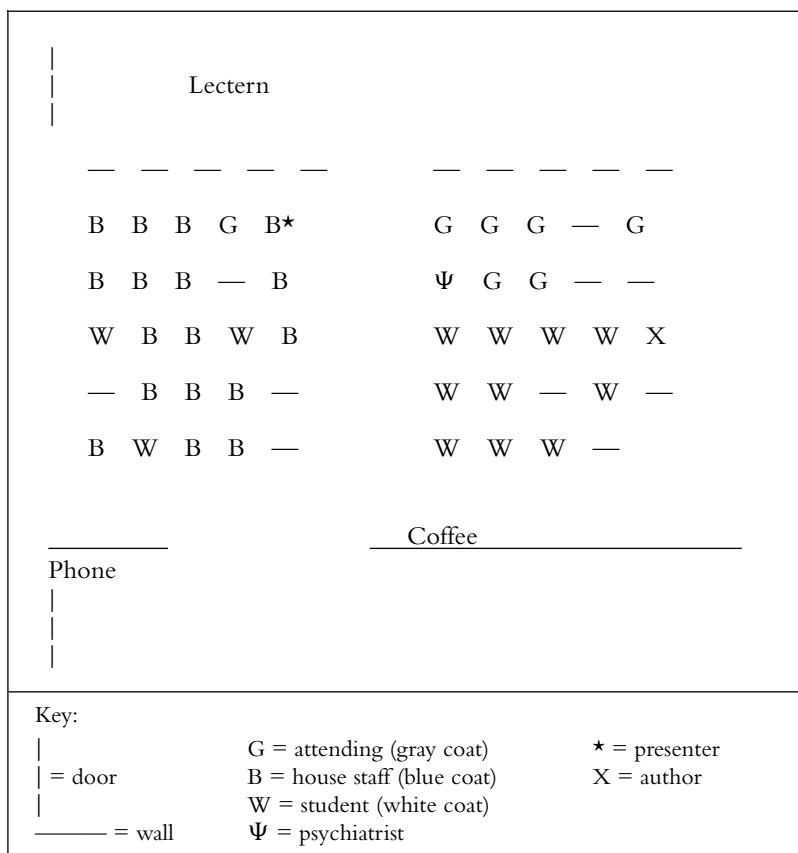 |
| Lectern
|
— — — — — — — — — —
B B B G B★ G G G — G
B B B — B Ψ G G — —
W B B W B W W W W X
— B B B — W W — W —
B W B B — W W W —
Coffee
Phone
|
|
|
Key:
| G = attending (gray coat) ★ = presenter
| = door B = house staff (blue coat) X = author
| W = student (white coat)
——— = wall Ψ = psychiatrist